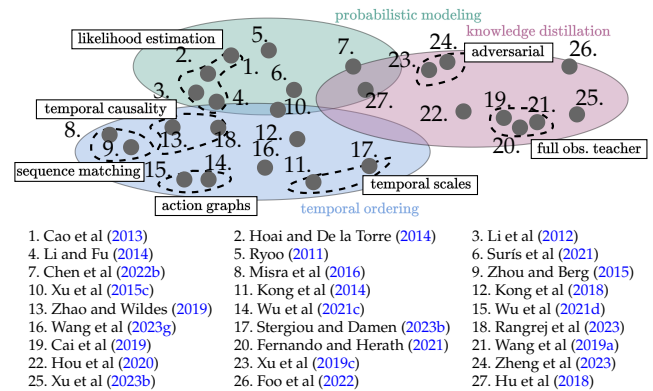 probabilistic modeling
likelihood estimation
5.
knowledge distillation
2.
1.
7.
23.
24.
adversarial
26.
6.
3.
4.
10.
27.
temporal causality
22.
19.
21.
25.
8.
9.
13.
18.
12.
20.
full obs. teacher
sequence matching
15.
14.
16.
11.
17.
temporal scales
action graphs
temporal ordering
1. Cao et al (2013) 2. Hoai and De la Torre (2014) 3. Li et al (2012)
4. Li and Fu (2014) 5. Ryoo (2011) 6. Surís et al (2021)
7. Chen et al (2022b) 8. Misra et al (2016) 9. Zhou and Berg (2015)
10. Xu et al (2015c) 11. Kong et al (2014) 12. Kong et al (2018)
13. Zhao and Wildes (2019) 14. Wu et al (2021c) 15. Wu et al (2021d)
16. Wang et al (2023g) 17. Stergiou and Damen (2023b) 18. Rangrej et al (2023)
19. Cai et al (2019) 20. Fernando and Herath (2021) 21. Wang et al (2019a)
22. Hou et al (2020) 23. Xu et al (2019c) 24. Zheng et al (2023)
25. Xu et al (2023b) 26. Foo et al (2022) 27. Hu et al (2018)